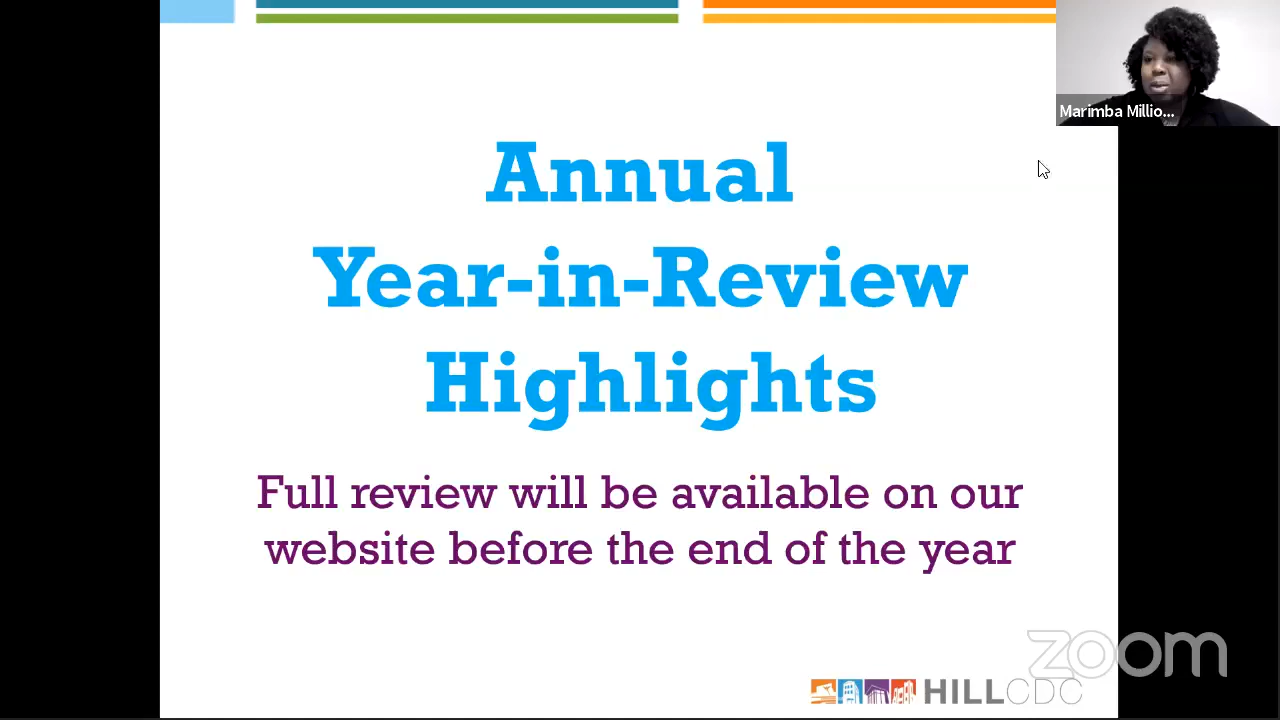 Marimba Millio...
Annual
Year-in-Review
Highlights
Full review will be available on our
website before the end of the year
zoom
HILLCDC